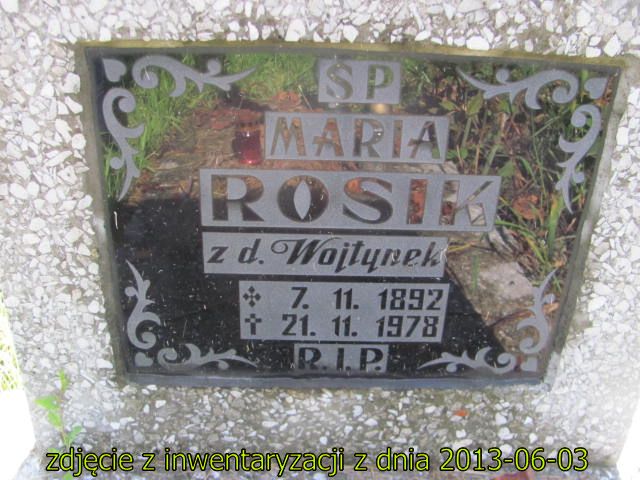 ŚP
MARIA
ROSIK
z d. Wojtynek
7. 11. 1892
✝ 21. 11. 1978
R.I.P.
zdjęcie z inwentaryzacji z dnia 2013-06-03